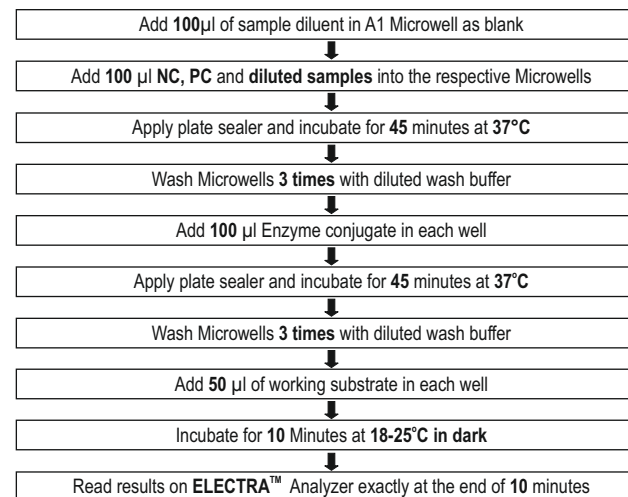 Add 100µl of sample diluent in A1 Microwell as blank
Add 100 µl NC, PC and diluted samples into the respective Microwells
Apply plate sealer and incubate for 45 minutes at 37°C
Wash Microwells 3 times with diluted wash buffer
Add 100 µl Enzyme conjugate in each well
Apply plate sealer and incubate for 45 minutes at 37°C
Wash Microwells 3 times with diluted wash buffer
Add 50 µl of working substrate in each well
Incubate for 10 Minutes at 18-25°C in dark
Read results on ELECTRA™ Analyzer exactly at the end of 10 minutes